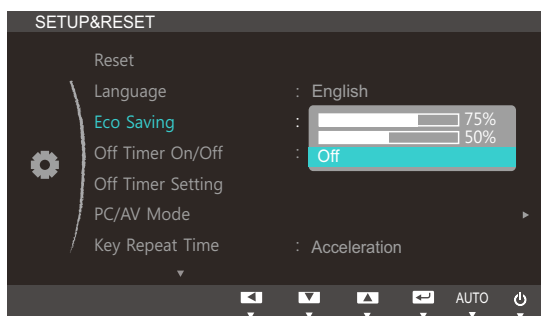 SETUP&RESET
Reset
Language : English
Eco Saving : 75%
50%
Off Timer On/Off : Off
Off Timer Setting
PC/AV Mode
Key Repeat Time : Acceleration
AUTO